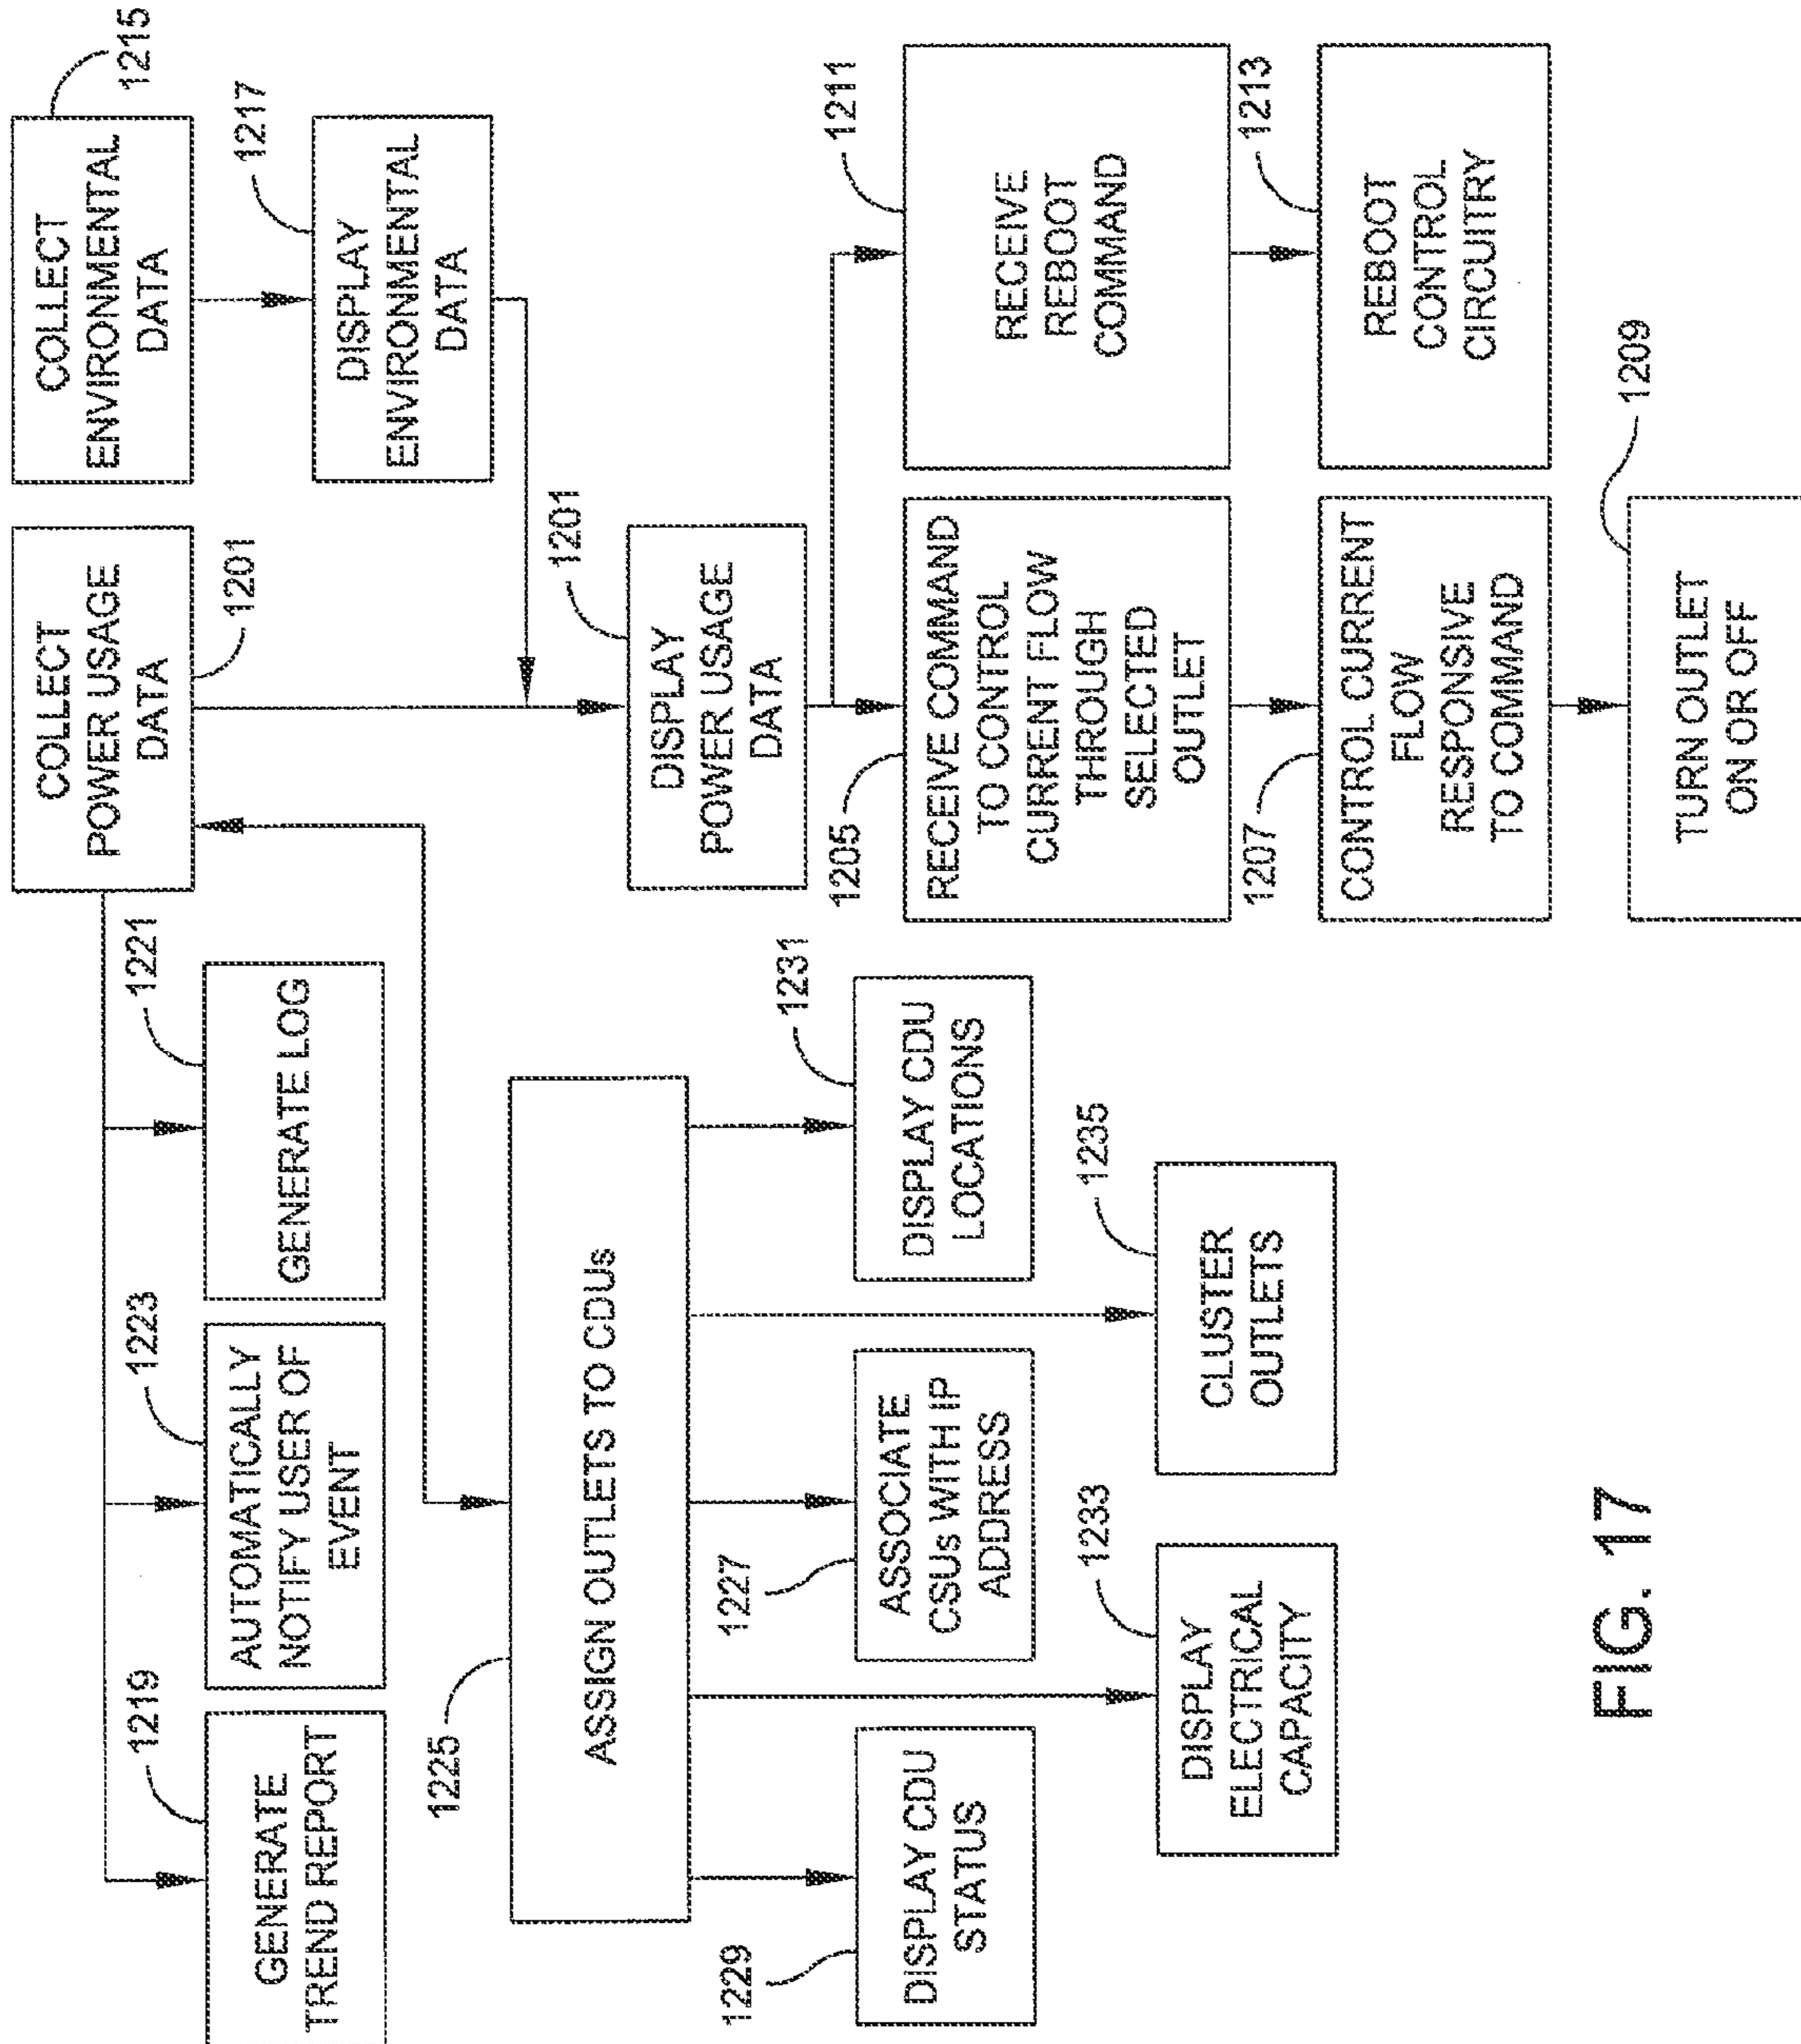 GENERATE
TREND REPORT
1219
AUTOMATICALLY
NOTIFY USER OF
EVENT
1223
GENERATE LOG
1221
COLLECT
POWER USAGE
DATA
1201
COLLECT
ENVIRONMENTAL
DATA
1215
DISPLAY
ENVIRONMENTAL
DATA
1217
ASSIGN OUTLETS TO CDUs
1225
DISPLAY
POWER USAGE
DATA
1201
DISPLAY CDU
STATUS
1229
ASSOCIATE
CSUs WITH IP
ADDRESS
1227
DISPLAY CDU
LOCATIONS
1231
DISPLAY
ELECTRICAL
CAPACITY
1233
CLUSTER
OUTLETS
1235
RECEIVE COMMAND
TO CONTROL
CURRENT FLOW
THROUGH
SELECTED
OUTLET
1205
RECEIVE
REBOOT
COMMAND
1211
CONTROL CURRENT
FLOW
RESPONSIVE
TO COMMAND
1207
REBOOT
CONTROL
CIRCUITRY
1213
TURN OUTLET
ON OR OFF
1209
FIG. 17